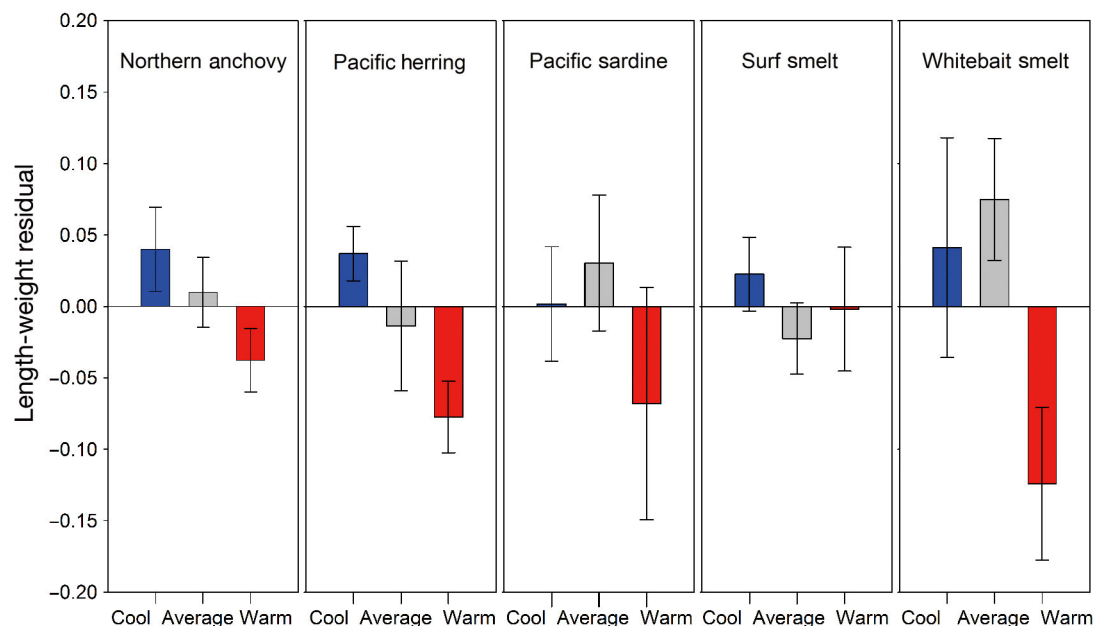 Length-weight residual
0.20
0.15
0.10
0.05
0.00
−0.05
−0.10
−0.15
−0.20
Northern anchovy
Pacific herring
Pacific sardine
Surf smelt
Whitebait smelt
Cool Average Warm
Cool Average Warm
Cool Average Warm
Cool Average Warm
Cool Average Warm